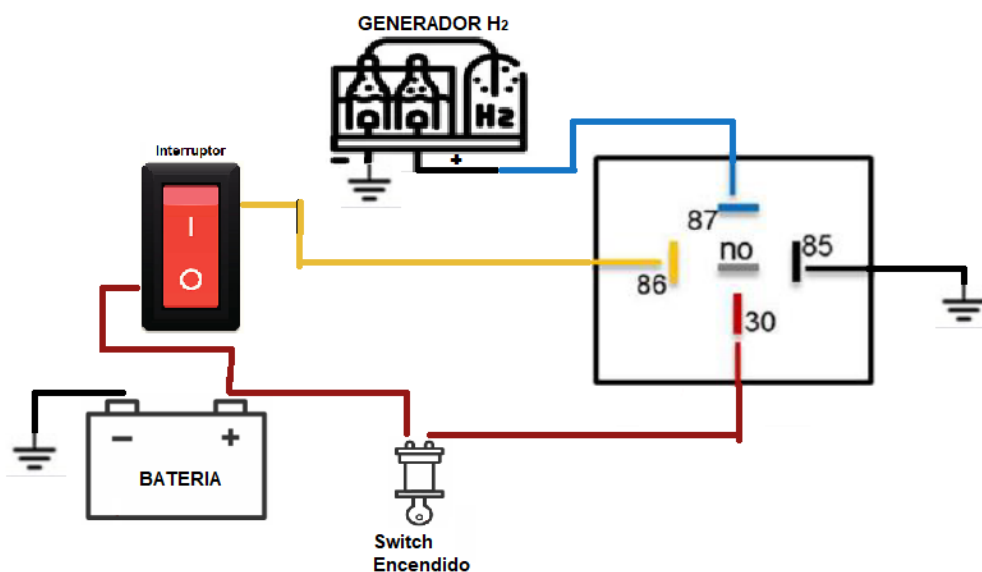 GENERADOR H2
H2
- +
Interruptor
I
O
87
no
85
86
30
- +
BATERIA
Switch
Encendido